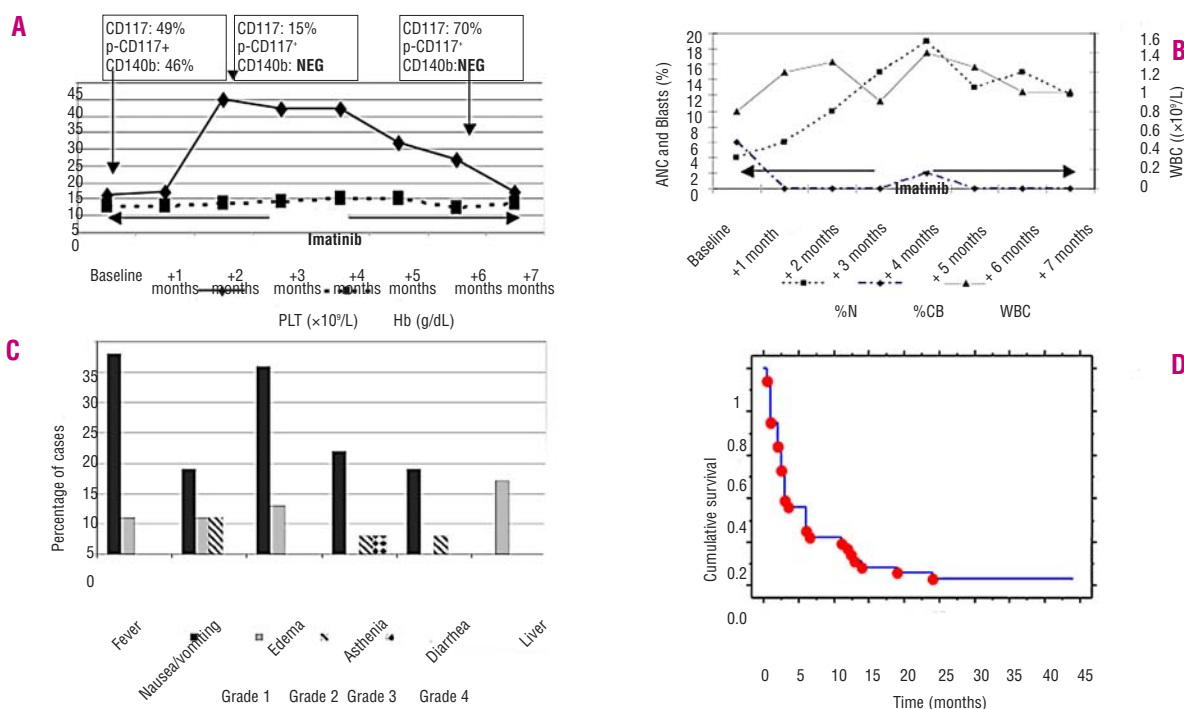 A
CD117: 49%
p-CD117+
CD140b: 46%
CD117: 15%
p-CD117⁺
CD140b: NEG
CD117: 70%
p-CD117⁺
CD140b:NEG
45
40
35
30
25
20
15
10
5
0
Imatinib
Baseline +1 months +2 months +3 months +4 months +5 months +6 months +7 months
PLT (×10⁹/L) Hb (g/dL)
B
ANC and Blasts (%)
20
18
16
14
12
10
8
6
4
2
0
1.6
1.4
1.2
1
0.8
0.6
0.4
0.2
0
WBC ((×10⁹/L)
Imatinib
Baseline
+1 month
+ 2 months
+ 3 months
+ 4 months
+ 5 months
+ 6 months
+ 7 months
%N %CB WBC
C
Percentage of cases
35
30
25
20
15
10
5
0
Fever
Nausea/vomiting
Edema
Asthenia
Diarrhea
Liver
Grade 1 Grade 2 Grade 3 Grade 4
D
Cumulative survival
1
0.8
0.6
0.4
0.2
0.0
0 5 10 15 20 25 30 35 40 45
Time (months)